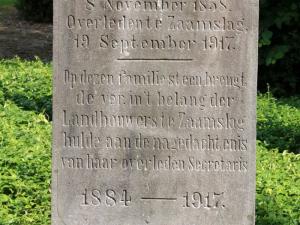 8 November 1858.
Overleden te Zaamslag,
19 September 1917.
Op dezen familiesteen brengt
de ver. in't belang der
Landbouwers te Zaamslag
hulde aan de nagedachtenis
van haar overleden Secretaris
1884 — 1917.